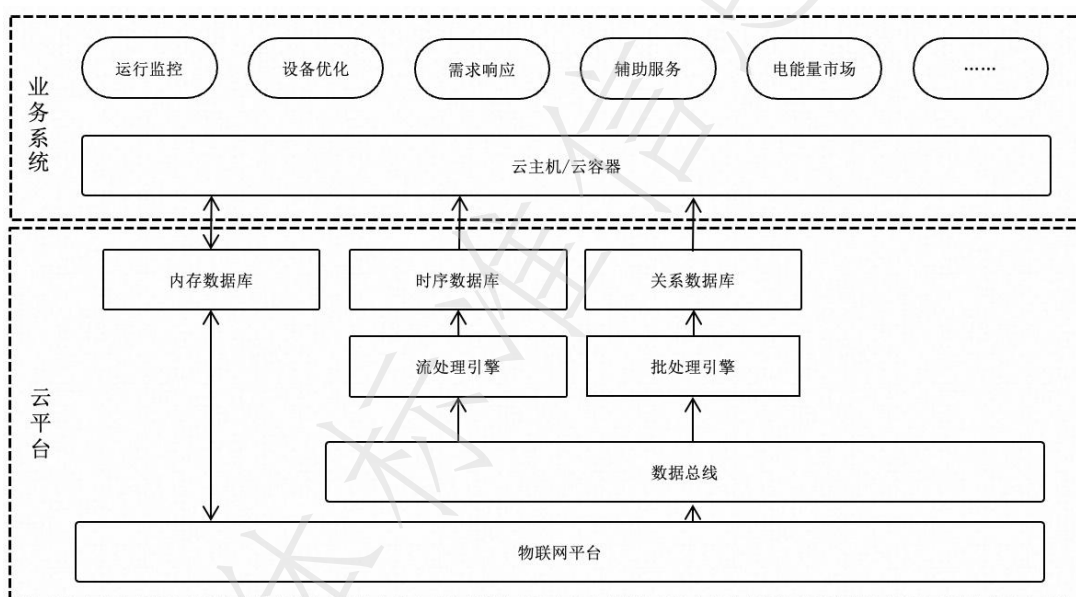 业务系统
运行监控
设备优化
需求响应
辅助服务
电能量市场
……
云主机/云容器
云平台
内存数据库
时序数据库
关系数据库
流处理引擎
批处理引擎
数据总线
物联网平台